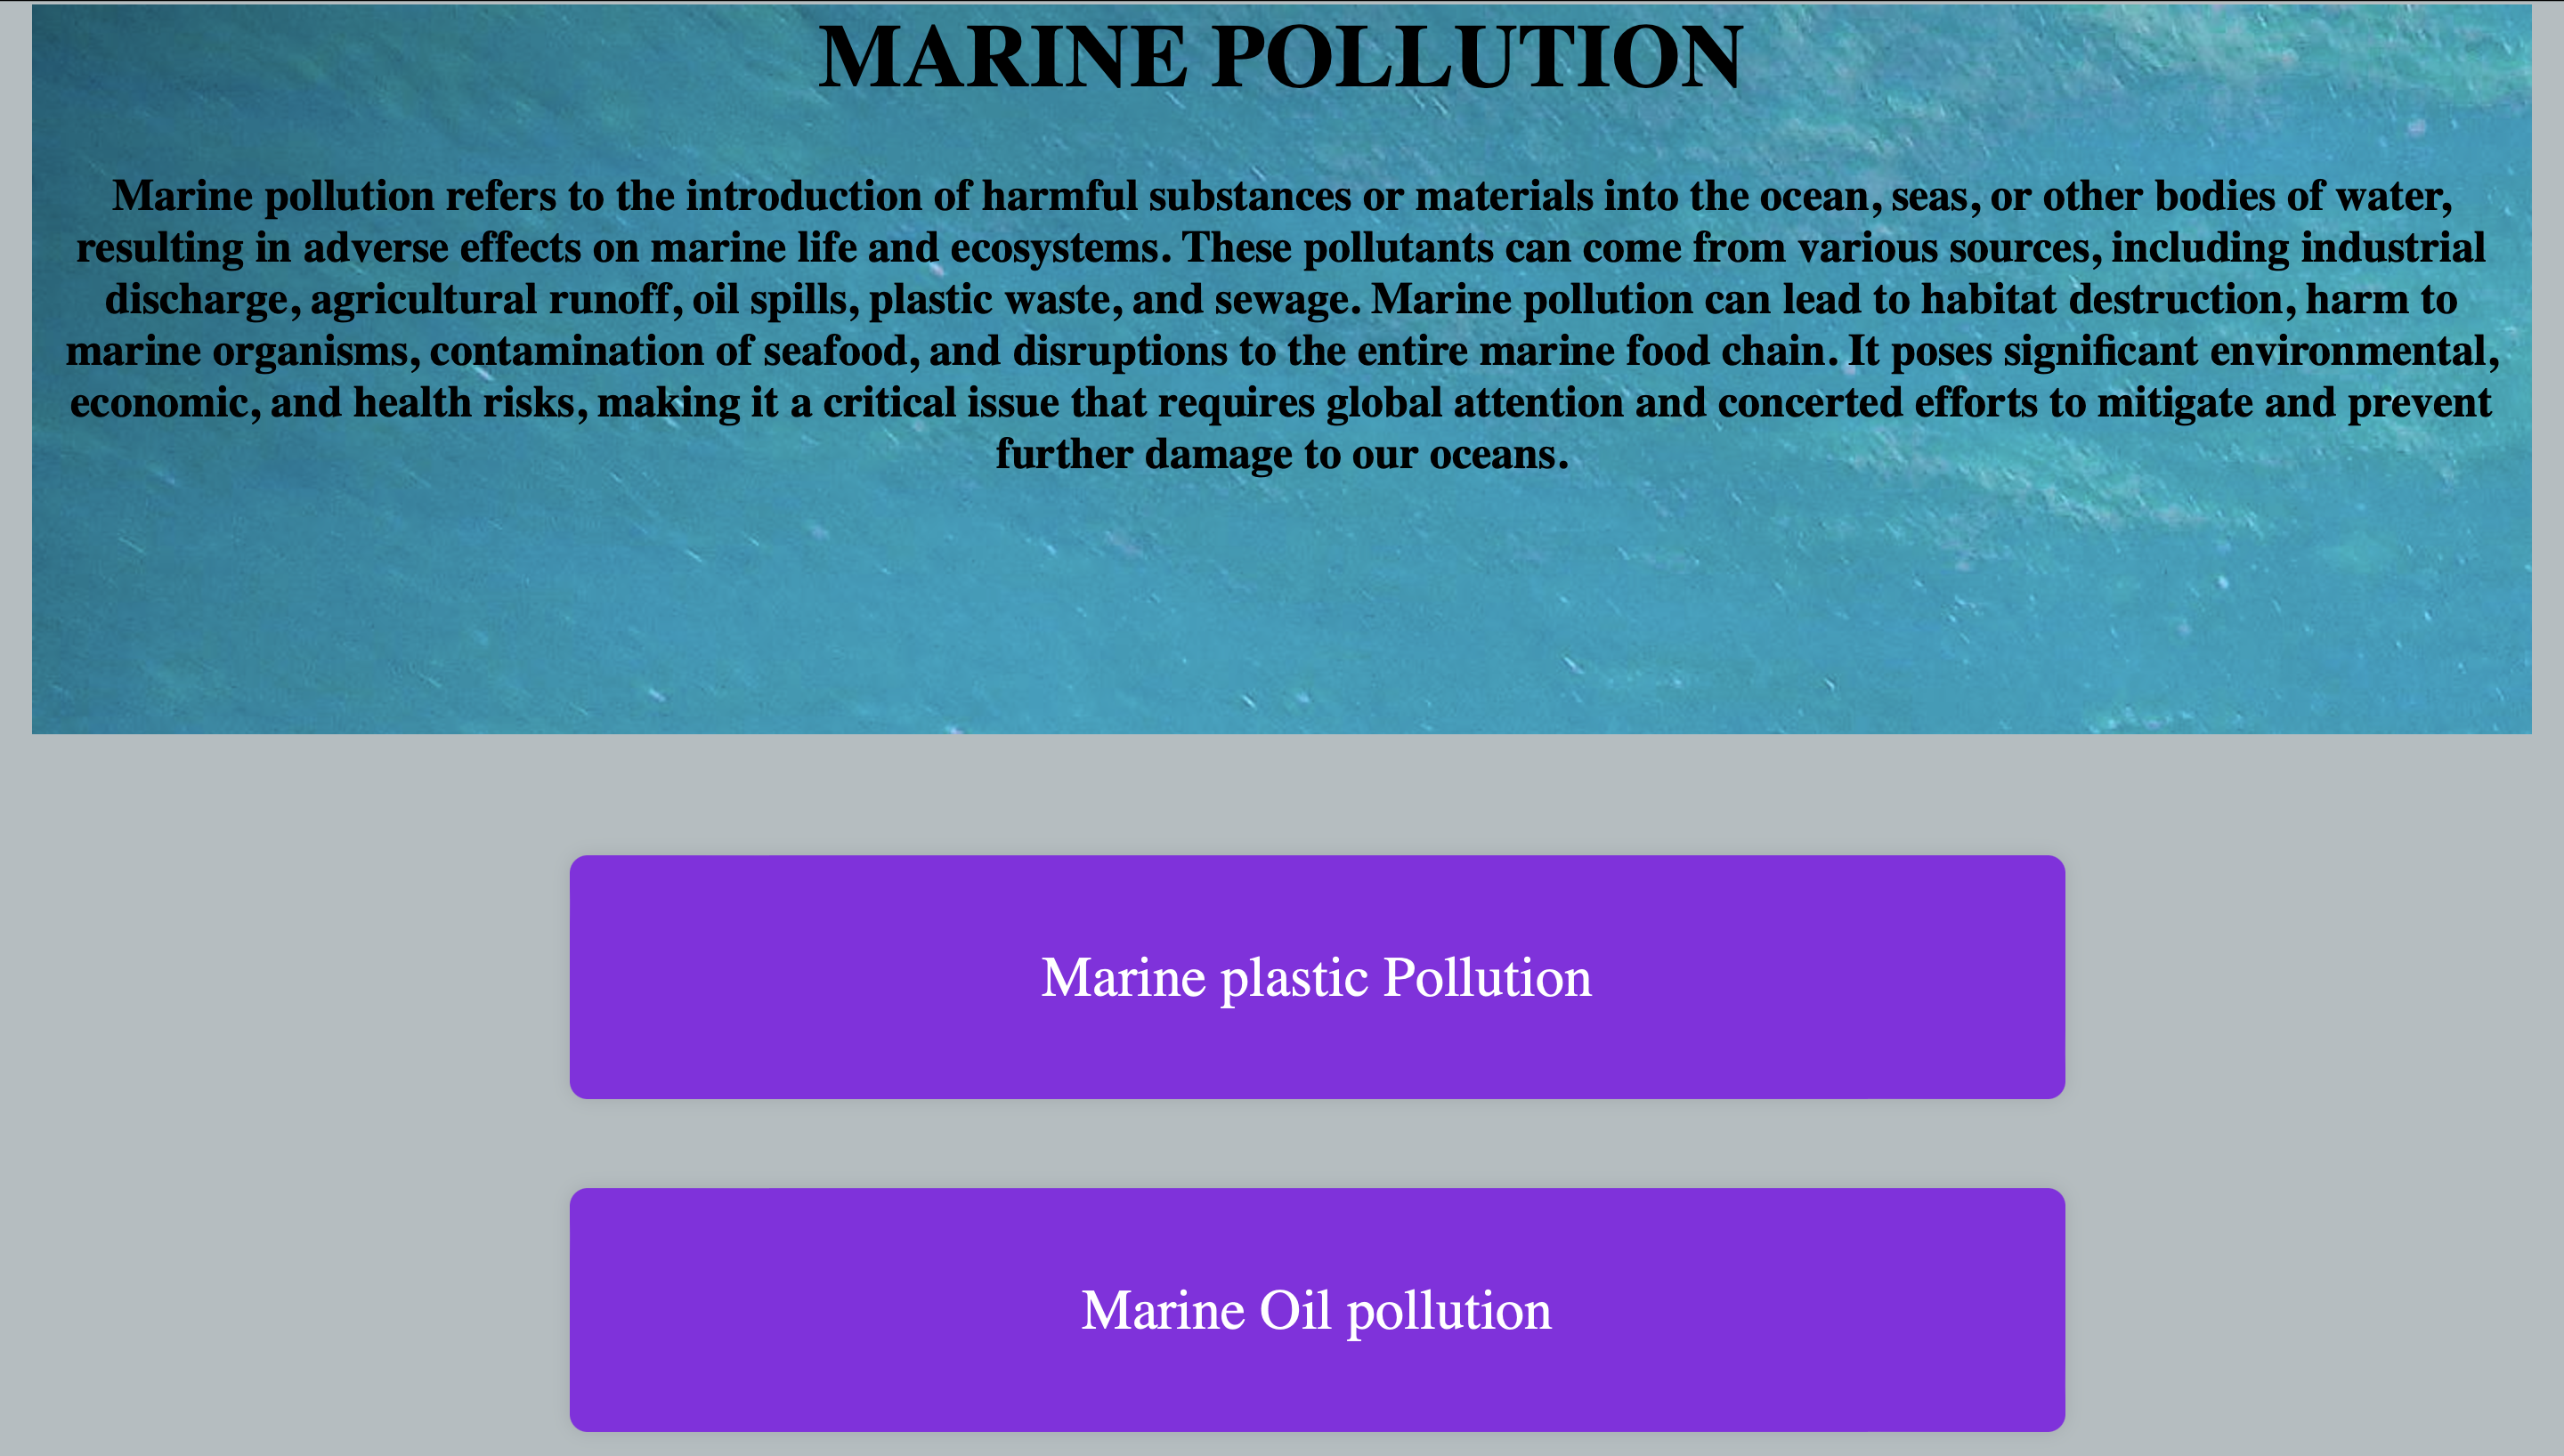 MARINE POLLUTION
Marine pollution refers to the introduction of harmful substances or materials into the ocean, seas, or other bodies of water,
resulting in adverse effects on marine life and ecosystems. These pollutants can come from various sources, including industrial
discharge, agricultural runoff, oil spills, plastic waste, and sewage. Marine pollution can lead to habitat destruction, harm to
marine organisms, contamination of seafood, and disruptions to the entire marine food chain. It poses significant environmental,
economic, and health risks, making it a critical issue that requires global attention and concerted efforts to mitigate and prevent
further damage to our oceans.
Marine plastic Pollution
Marine Oil pollution